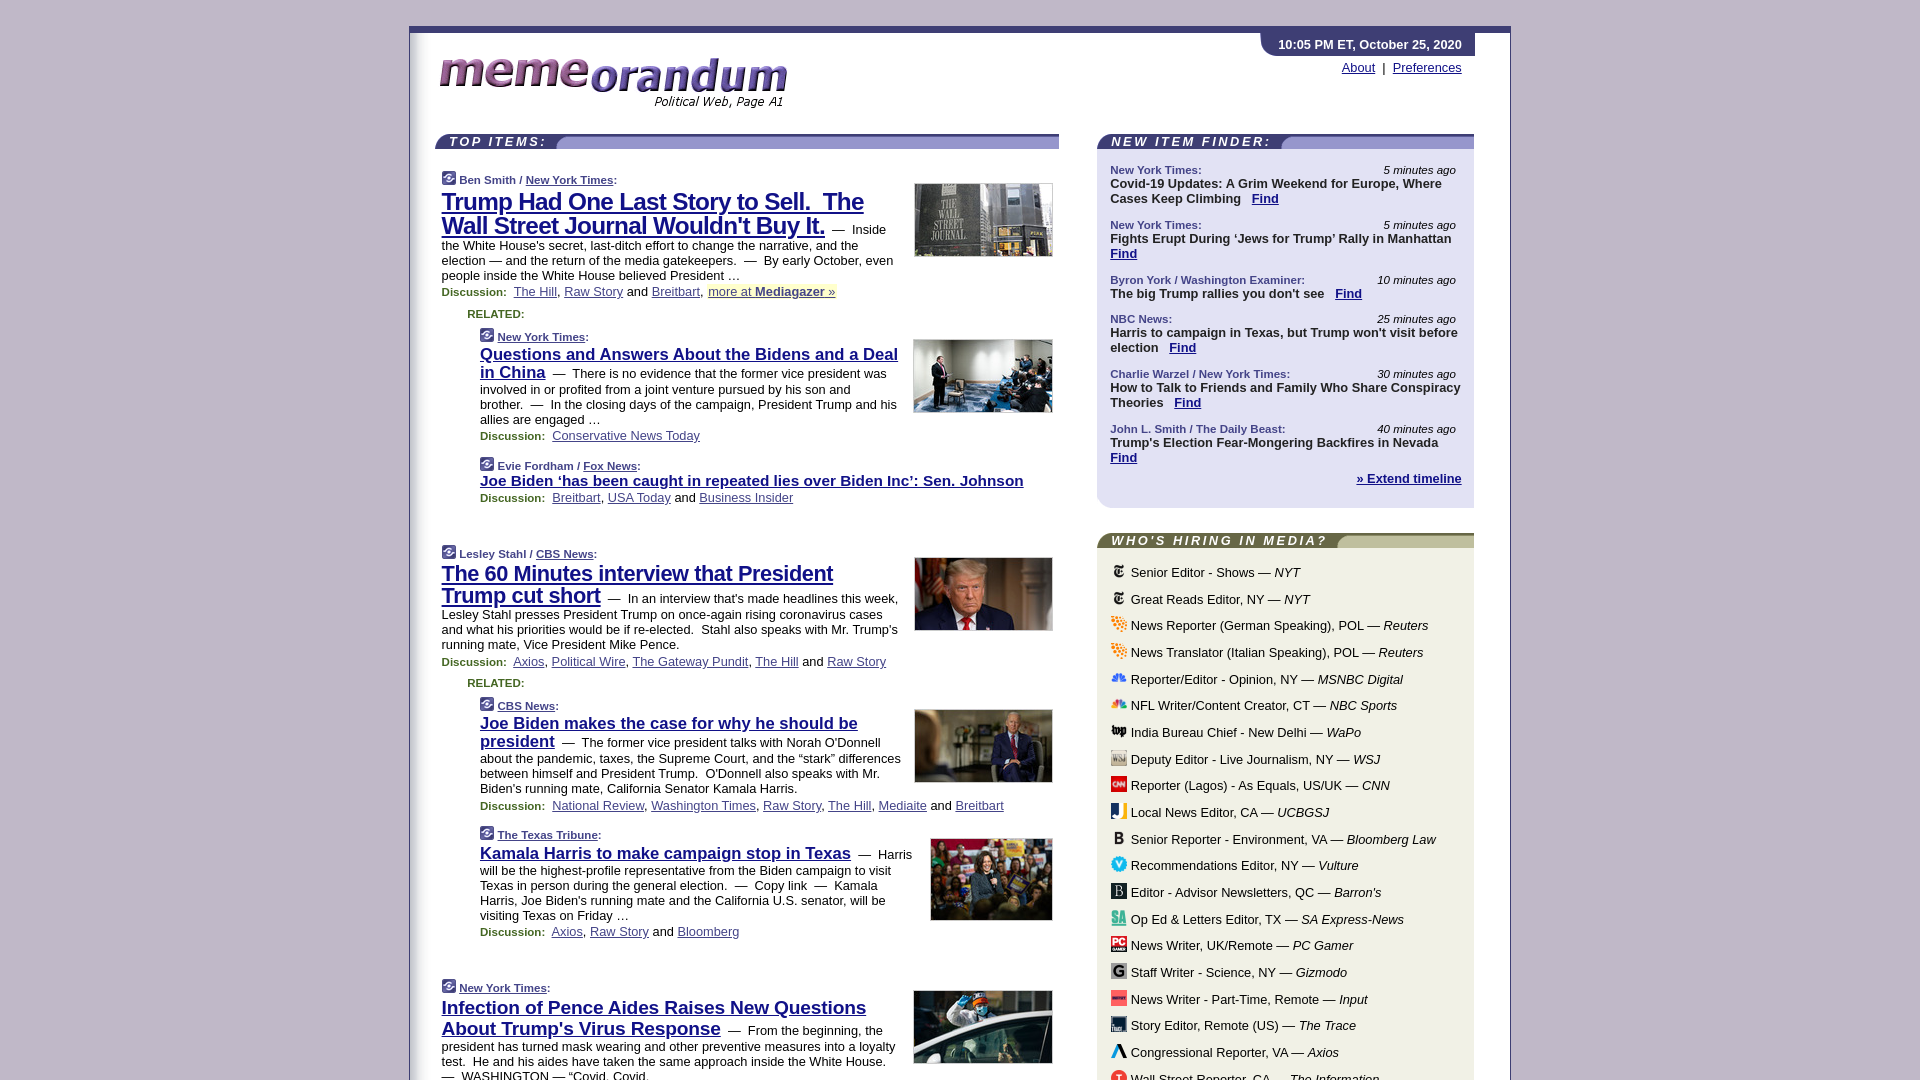 memeorandum
Political Web, Page A1
10:05 PM ET, October 25, 2020
About | Preferences
TOP ITEMS:
Ben Smith / New York Times:
Trump Had One Last Story to Sell.  The
Wall Street Journal Wouldn't Buy It.  —  Inside
the White House's secret, last-ditch effort to change the narrative, and the
election — and the return of the media gatekeepers.  —  By early October, even
people inside the White House believed President …
THE
WALL
STREET
JOURNAL
Discussion:  The Hill, Raw Story and Breitbart, more at Mediagazer »
RELATED:
New York Times:
Questions and Answers About the Bidens and a Deal
in China  —  There is no evidence that the former vice president was
involved in or profited from a joint venture pursued by his son and
brother.  —  In the closing days of the campaign, President Trump and his
allies are engaged …
Discussion:  Conservative News Today
Evie Fordham / Fox News:
Joe Biden ‘has been caught in repeated lies over Biden Inc’: Sen. Johnson
Discussion:  Breitbart, USA Today and Business Insider
Lesley Stahl / CBS News:
The 60 Minutes interview that President
Trump cut short  —  In an interview that's made headlines this week,
Lesley Stahl presses President Trump on once-again rising coronavirus cases
and what his priorities would be if re-elected.  Stahl also speaks with Mr. Trump's
running mate, Vice President Mike Pence.
Discussion:  Axios, Political Wire, The Gateway Pundit, The Hill and Raw Story
RELATED:
CBS News:
Joe Biden makes the case for why he should be
president  —  The former vice president talks with Norah O'Donnell
about the pandemic, taxes, the Supreme Court, and the “stark” differences
between himself and President Trump.  O'Donnell also speaks with Mr.
Biden's running mate, California Senator Kamala Harris.
Discussion:  National Review, Washington Times, Raw Story, The Hill, Mediaite and Breitbart
The Texas Tribune:
Kamala Harris to make campaign stop in Texas  —  Harris
will be the highest-profile representative from the Biden campaign to visit
Texas in person during the general election.  —  Copy link  —  Kamala
Harris, Joe Biden's running mate and the California U.S. senator, will be
visiting Texas on Friday …
Discussion:  Axios, Raw Story and Bloomberg
New York Times:
Infection of Pence Aides Raises New Questions
About Trump's Virus Response  —  From the beginning, the
president has turned mask wearing and other preventive measures into a loyalty
test.  He and his aides have taken the same approach inside the White House.
—  WASHINGTON — “Covid, Covid,
NEW ITEM FINDER:
New York Times: 5 minutes ago
Covid-19 Updates: A Grim Weekend for Europe, Where
Cases Keep Climbing   Find
New York Times: 5 minutes ago
Fights Erupt During ‘Jews for Trump’ Rally in Manhattan
Find
Byron York / Washington Examiner: 10 minutes ago
The big Trump rallies you don't see   Find
NBC News: 25 minutes ago
Harris to campaign in Texas, but Trump won't visit before
election   Find
Charlie Warzel / New York Times: 30 minutes ago
How to Talk to Friends and Family Who Share Conspiracy
Theories   Find
John L. Smith / The Daily Beast: 40 minutes ago
Trump's Election Fear-Mongering Backfires in Nevada
Find
» Extend timeline
WHO'S HIRING IN MEDIA?
Senior Editor - Shows — NYT
Great Reads Editor, NY — NYT
News Reporter (German Speaking), POL — Reuters
News Translator (Italian Speaking), POL — Reuters
Reporter/Editor - Opinion, NY — MSNBC Digital
NFL Writer/Content Creator, CT — NBC Sports
wp India Bureau Chief - New Delhi — WaPo
WSJ Deputy Editor - Live Journalism, NY — WSJ
CNN Reporter (Lagos) - As Equals, US/UK — CNN
Local News Editor, CA — UCBGSJ
B Senior Reporter - Environment, VA — Bloomberg Law
Recommendations Editor, NY — Vulture
B Editor - Advisor Newsletters, QC — Barron's
SA Op Ed & Letters Editor, TX — SA Express-News
PC GAMER News Writer, UK/Remote — PC Gamer
G Staff Writer - Science, NY — Gizmodo
News Writer - Part-Time, Remote — Input
Story Editor, Remote (US) — The Trace
Congressional Reporter, VA — Axios
Wall Street Reporter, CA — The Information